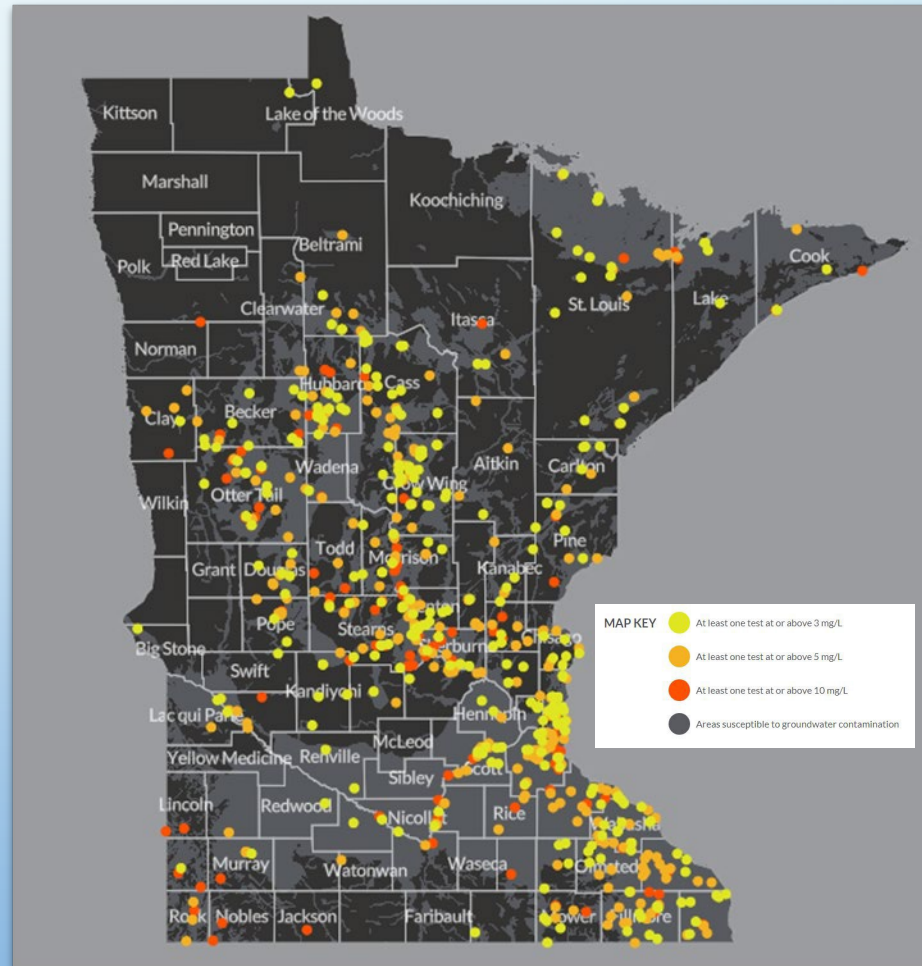 Kittson
Lake of the Woods
Marshall
Koochiching
Pennington
Beltrami
Polk
Red Lake
Cook
Clearwater
Itasca
St. Louis
Lake
Norman
Hubbard
Cass
Clay
Becker
Wadena
Aitkin
Carlton
Crow Wing
Otter Tail
Wilkin
Todd
Morrison
Pine
Grant
Douglas
Kanabec
Pope
Stearns
Benton
Sherburne
Chisago
Big Stone
Swift
Kandiyohi
Lac qui Parle
Hennepin
McLeod
Yellow Medicine
Renville
Scott
Sibley
Lincoln
Redwood
Nicollet
Rice
Wabasha
Murray
Watonwan
Waseca
Olmsted
Rock
Nobles
Jackson
Faribault
Mower
Fillmore
MAP KEY
At least one test at or above 3 mg/L
At least one test at or above 5 mg/L
At least one test at or above 10 mg/L
Areas susceptible to groundwater contamination